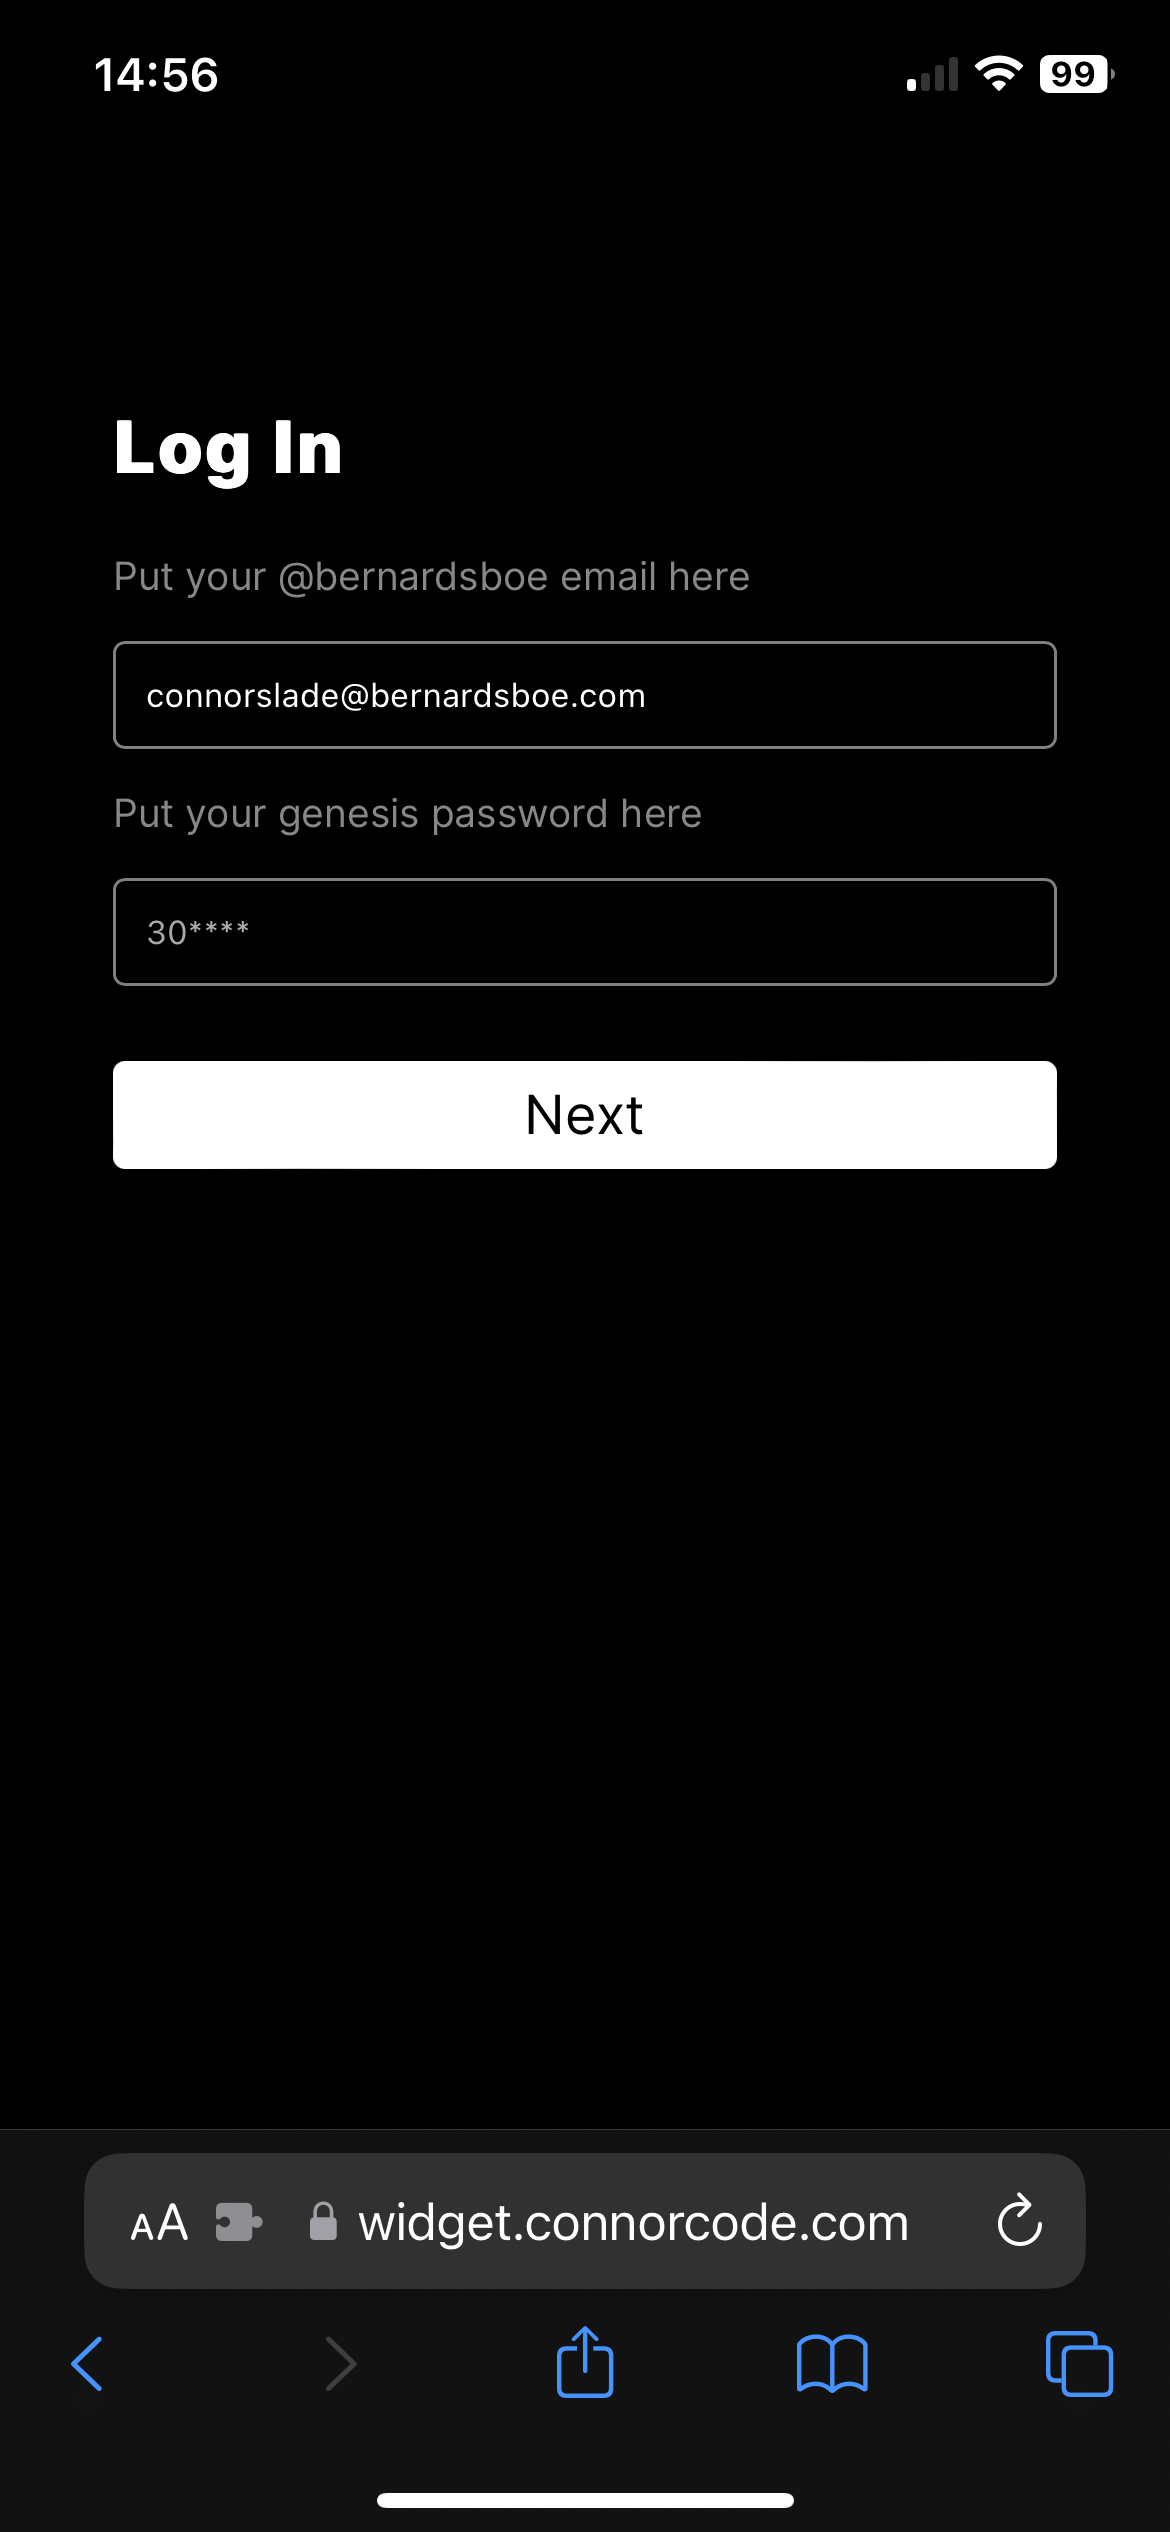 14:56
99
Log In
Put your @bernardsboe email here
connorslade@bernardsboe.com
Put your genesis password here
30****
Next
AA widget.connorcode.com